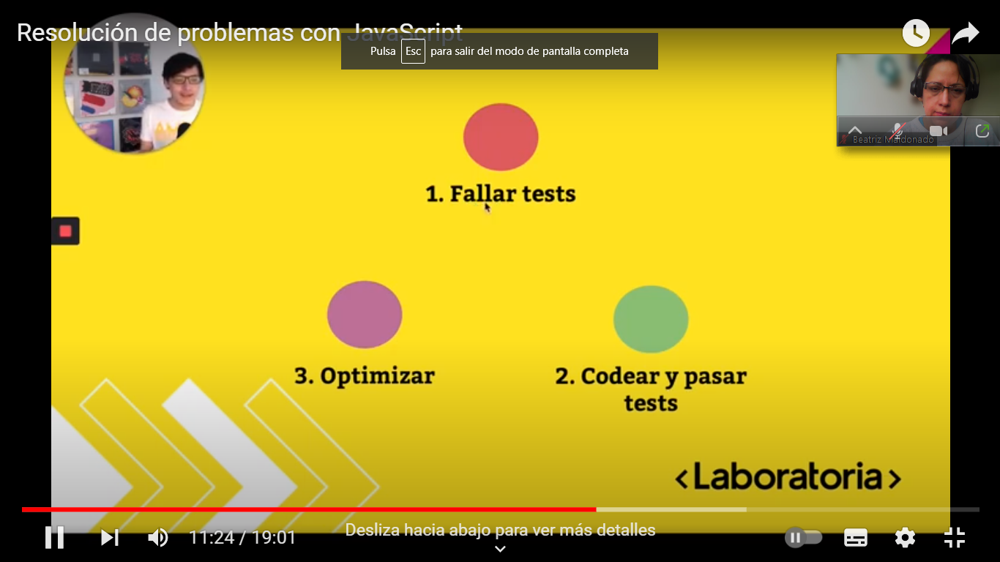 Resolución de problemas con JavaScript
Pulsa Esc para salir del modo de pantalla completa
Beatriz Maldonado
1. Fallar tests
3. Optimizar
2. Codear y pasar
tests
<Laboratoria>
11:24 / 19:01
Desliza hacia abajo para ver más detalles